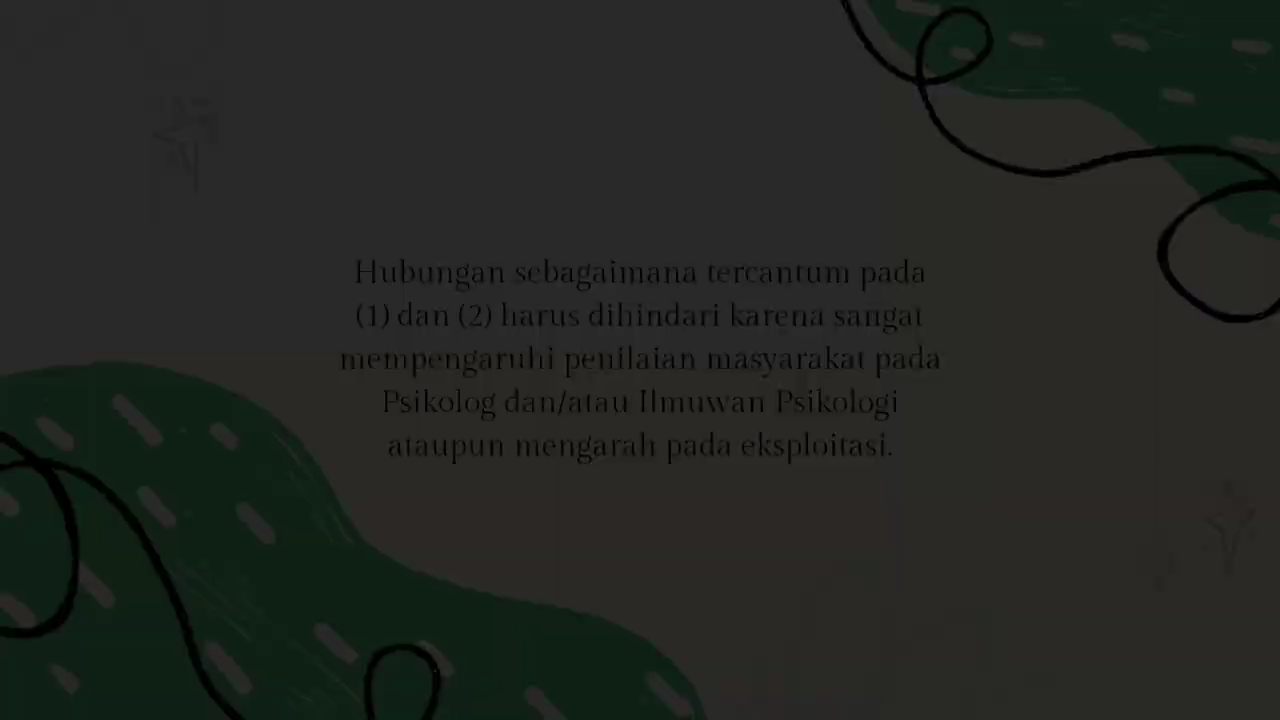 Hubungan sebagaimana tercantum pada
(1) dan (2) harus dihindari karena sangat
mempengaruhi penilaian masyarakat pada
Psikolog dan/atau Ilmuwan Psikologi
ataupun mengarah pada eksploitasi.